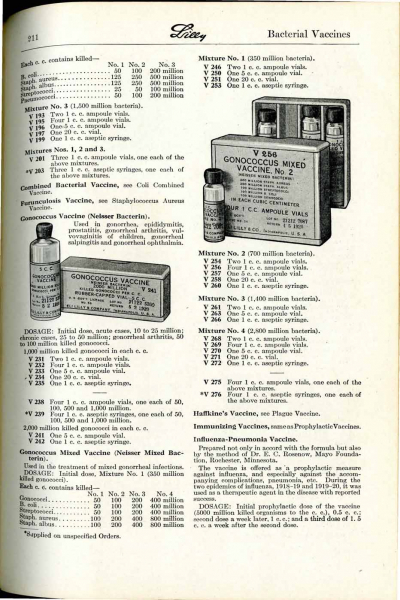 211
Lilly
Bacterial Vaccines
Each c. c. contains killed—
No. 1 No. 2 No. 3
B. coli 50 100 200 million
Staph. aureus 125 250 500 million
Staph. albus 125 250 500 million
Streptococci 25 50 100 million
Pneumococci 50 100 200 million
Mixture No. 3 (1,500 million bacteria).
V 193 Two 1 c. c. ampoule vials.
V 195 Four 1 c. c. ampoule vials.
V 196 One 5 c. c. ampoule vial.
V 197 One 20 c. c. vial.
V 199 One 1 c. c. aseptic syringe.
Mixtures Nos. 1, 2 and 3.
V 201 Three 1 c. c. ampoule vials, one each of the
above mixtures.
*V 203 Three 1 c. c. aseptic syringes, one each of
the above mixtures.
Combined Bacterial Vaccine, see Coli Combined
Vaccine.
Furunculosis Vaccine, see Staphylococcus Aureus
Vaccine.
Gonococcus Vaccine (Neisser Bacterin).
Used in gonorrhea, epididymitis,
prostatitis, gonorrheal arthritis, vul-
vovaginitis of children, gonorrheal
salpingitis and gonorrheal ophthalmia.
GONOCOCCUS VACCINE
V 241
DOSAGE: Initial dose, acute cases, 10 to 25 million;
chronic cases, 25 to 50 million; gonorrheal arthritis, 50
to 100 million killed gonococci.
1,000 million killed gonococci in each c. c.
V 231 Two 1 c. c. ampoule vials.
V 232 Four 1 c. c. ampoule vials.
V 233 One 5 c. c. ampoule vial.
V 234 One 20 c. c. vial.
V 235 One 1 c. c. aseptic syringe.
V 238 Four 1 c. c. ampoule vials, one each of 50,
100, 500 and 1,000 million.
*V 239 Four 1 c. c. aseptic syringes, one each of 50,
100, 500 and 1,000 million.
2,000 million killed gonococci in each c. c.
V 241 One 5 c. c. ampoule vial.
V 242 One 1 c. c. aseptic syringe.
Gonococcus Mixed Vaccine (Neisser Mixed Bac-
terin).
Used in the treatment of mixed gonorrheal infections.
DOSAGE: Initial dose, Mixture No. 1 (350 million
killed gonococci).
Each c. c. contains killed—
No. 1 No. 2 No. 3 No. 4
Gonococci 50 100 200 400 million
B. coli 50 100 200 400 million
Streptococci 50 100 200 400 million
Staph. aureus 100 200 400 800 million
Staph. albus 100 200 400 800 million
*Supplied on unspecified Orders.
Mixture No. 1 (350 million bacteria).
V 246 Two 1 c. c. ampoule vials.
V 250 One 5 c. c. ampoule vial.
V 251 One 20 c. c. vial.
V 253 One 1 c. c. aseptic syringe.
V 256
GONOCOCCUS MIXED
VACCINE, No. 2
IN EACH CUBIC CENTIMETER
FOUR 1 C.C. AMPOULE VIALS
Mixture No. 2 (700 million bacteria).
V 254 Two 1 c. c. ampoule vials.
V 256 Four 1 c. c. ampoule vials.
V 257 One 5 c. c. ampoule vial.
V 258 One 20 c. c. vial.
V 260 One 1 c. c. aseptic syringe.
Mixture No. 3 (1,400 million bacteria).
V 261 Two 1 c. c. ampoule vials.
V 263 One 5 c. c. ampoule vial.
V 266 One 1 c. c. aseptic syringe.
Mixture No. 4 (2,800 million bacteria).
V 268 Two 1 c. c. ampoule vials.
V 269 Four 1 c. c. ampoule vials.
V 270 One 5 c. c. ampoule vial.
V 271 One 20 c. c. vial.
V 272 One 1 c. c. aseptic syringe.
V 275 Four 1 c. c. ampoule vials, one each of the
above mixtures.
*V 276 Four 1 c. c. aseptic syringes, one each of
the above mixtures.
Haffkine's Vaccine, see Plague Vaccine.
Immunizing Vaccines, same as Prophylactic Vaccines.
Influenza-Pneumonia Vaccine.
Prepared not only in accord with the formula but also
by the method of Dr. E. C. Rosenow, Mayo Founda-
tion, Rochester, Minnesota.
The vaccine is offered as a prophylactic measure
against influenza, and especially against the accom-
panying complications, pneumonia, etc. During the
two epidemics of influenza, 1918-19 and 1919-20, it was
used as a therapeutic agent in the disease with reported
success.
DOSAGE: Initial prophylactic dose of the vaccine
(5000 million killed organisms to the c. c.), 0.5 c. c.;
second dose a week later, 1 c. c.; and a third dose of 1.5
c. c. a week after the second dose.